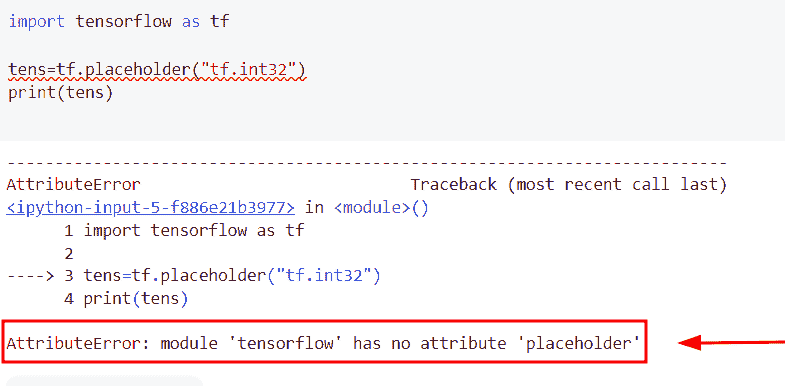 import tensorflow as tf
tens=tf.placeholder("tf.int32")
print(tens)
---------------------------------------------------------------------------
AttributeError                            Traceback (most recent call last)
<ipython-input-5-f886e21b3977> in <module>()
      1 import tensorflow as tf
      2
----> 3 tens=tf.placeholder("tf.int32")
      4 print(tens)
AttributeError: module 'tensorflow' has no attribute 'placeholder'